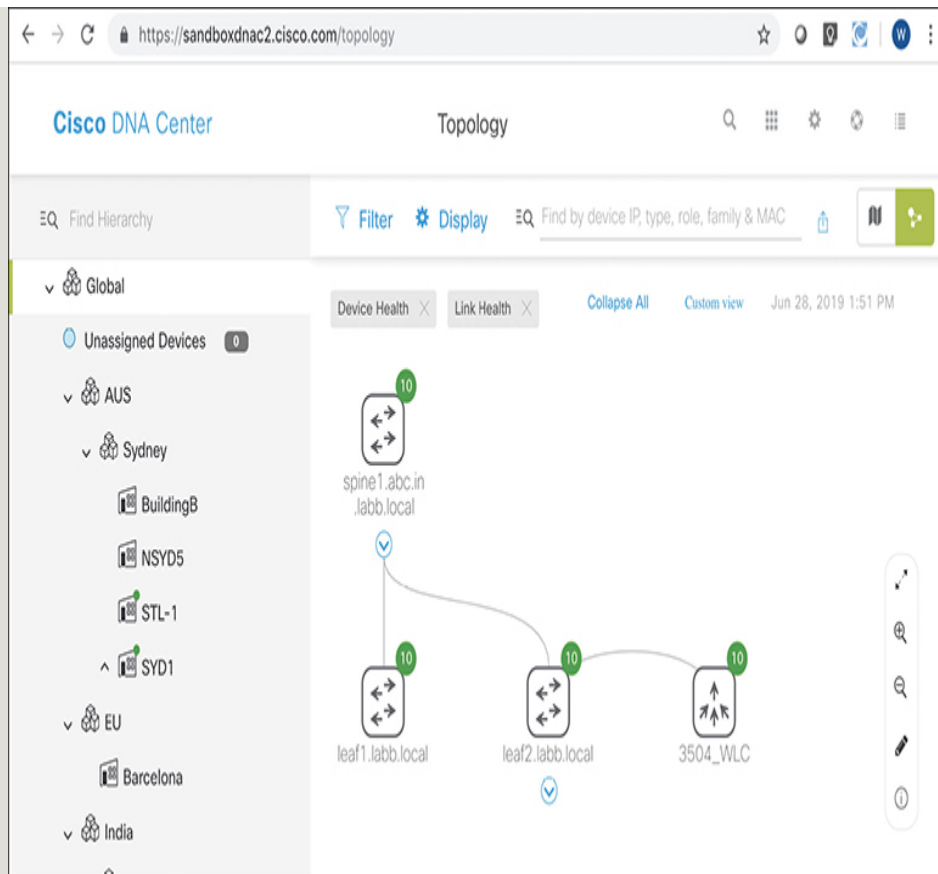 https://sandboxdnac2.cisco.com/topology
W
Cisco DNA Center
Topology
Find Hierarchy
Filter
Display
Find by device IP, type, role, family & MAC
Global
Unassigned Devices 0
AUS
Sydney
BuildingB
NSYD5
STL-1
SYD1
EU
Barcelona
India
Device Health
Link Health
Collapse All
Custom view
Jun 28, 2019 1:51 PM
10
spine1.abc.in
.labb.local
10
10
10
leaf1.labb.local
leaf2.labb.local
3504_WLC